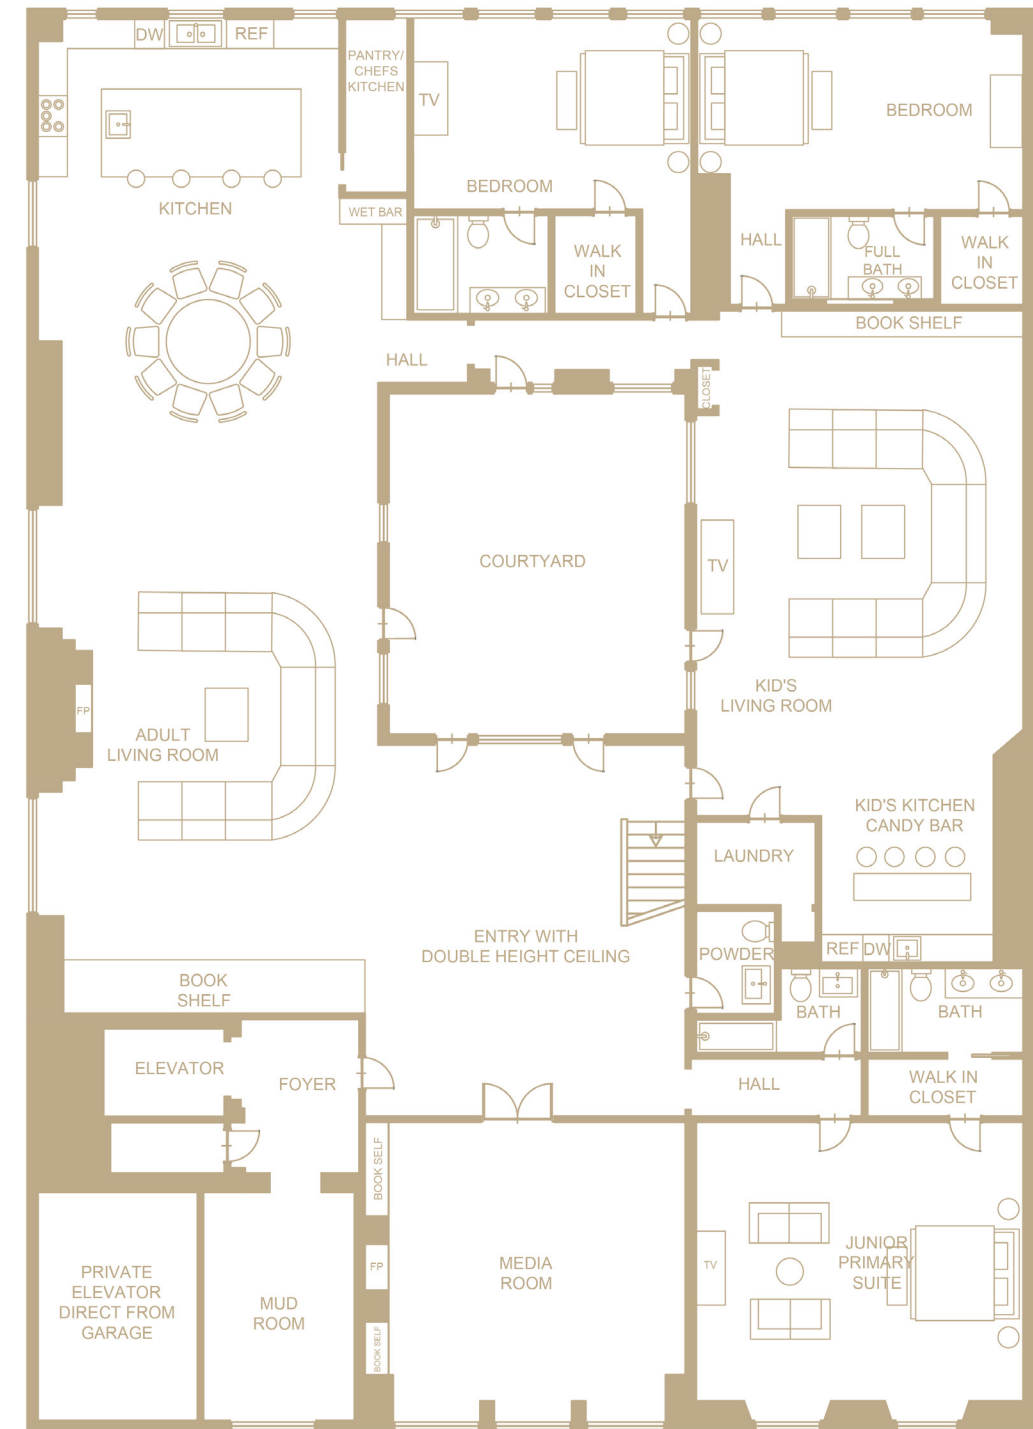 DW
REF
PANTRY/
CHEFS
KITCHEN
TV
BEDROOM
BEDROOM
KITCHEN
WET BAR
WALK
IN
CLOSET
HALL
FULL
BATH
WALK
IN
CLOSET
BOOK SHELF
HALL
CLOSET
COURTYARD
TV
KID'S
LIVING ROOM
FP
ADULT
LIVING ROOM
KID'S KITCHEN
CANDY BAR
LAUNDRY
ENTRY WITH
DOUBLE HEIGHT CEILING
POWDER
REF
DW
BOOK
SHELF
BATH
BATH
ELEVATOR
FOYER
HALL
WALK IN
CLOSET
BOOK SELF
FP
BOOK SELF
MEDIA
ROOM
TV
JUNIOR
PRIMARY
SUITE
PRIVATE
ELEVATOR
DIRECT FROM
GARAGE
MUD
ROOM